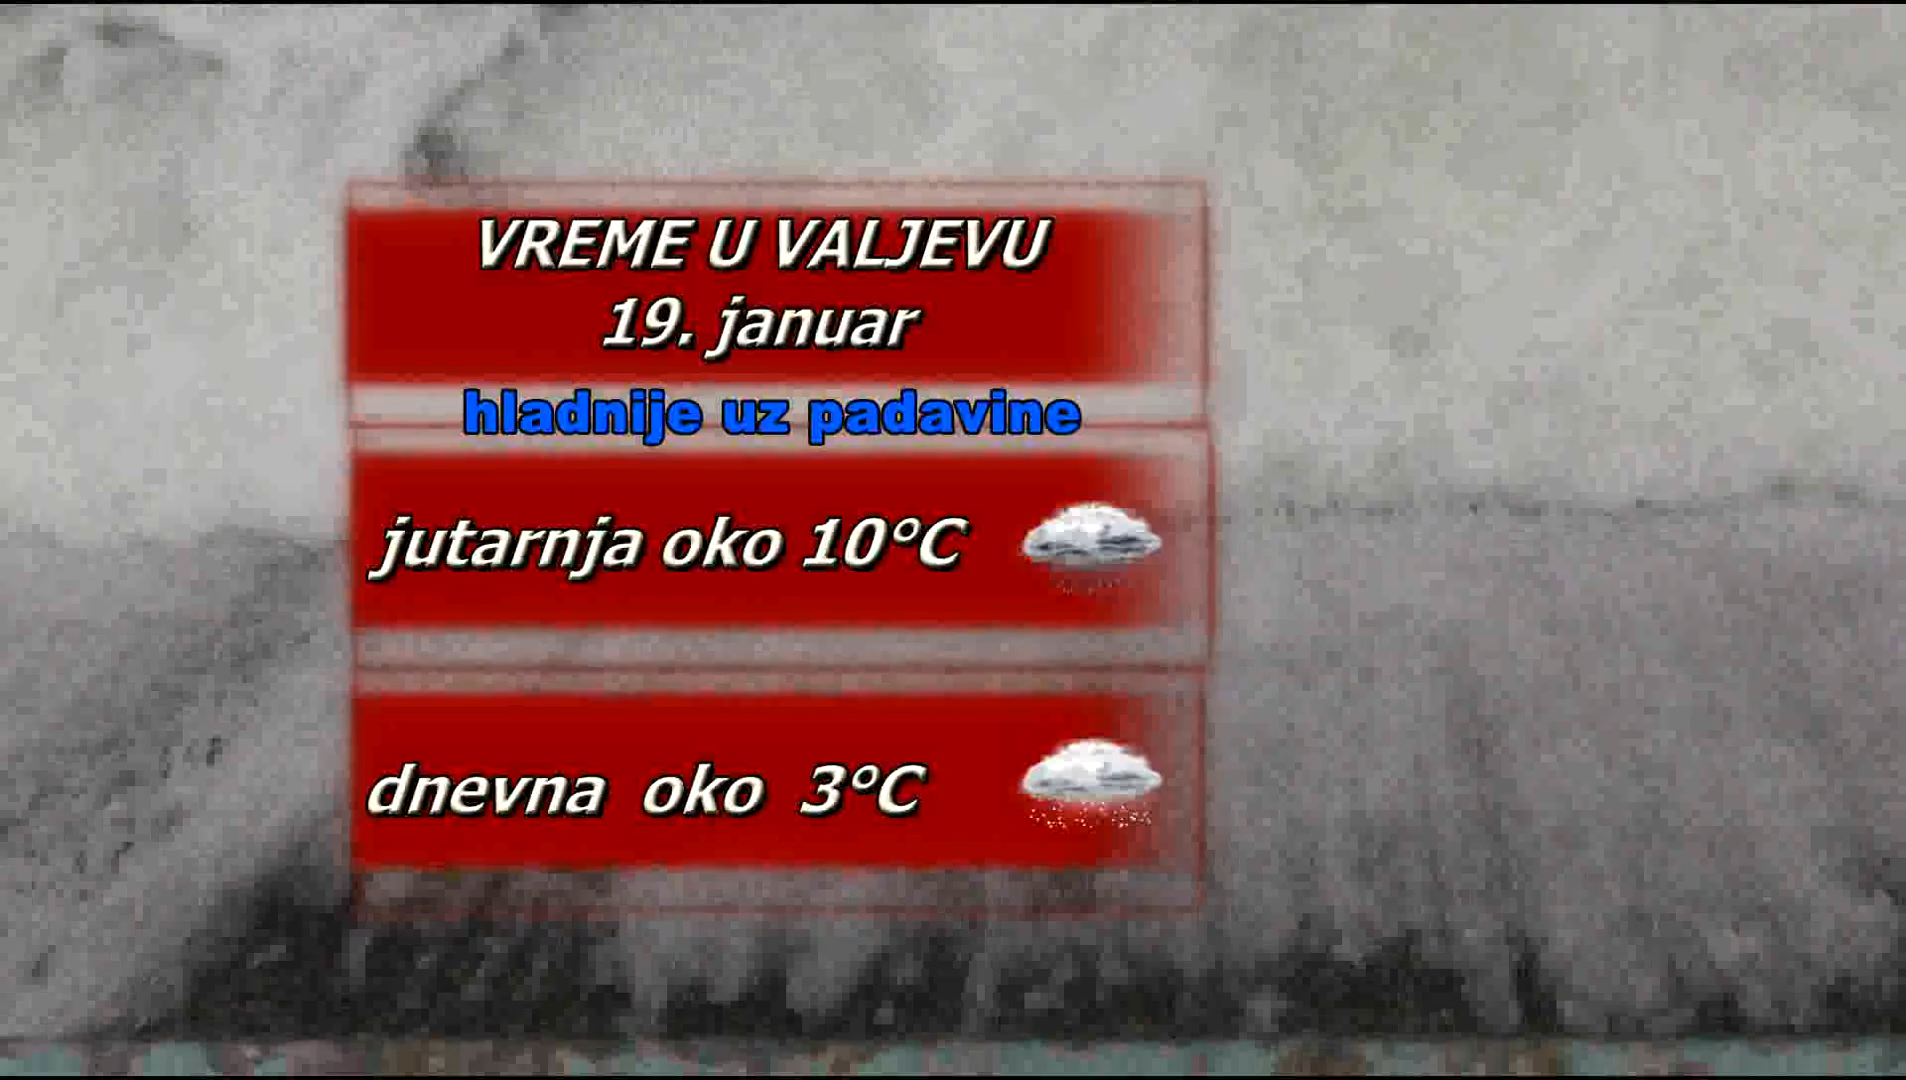 VREME U VALJEVU
19. januar
hladnije uz padavine
jutarnja oko 10°C
dnevna oko 3°C